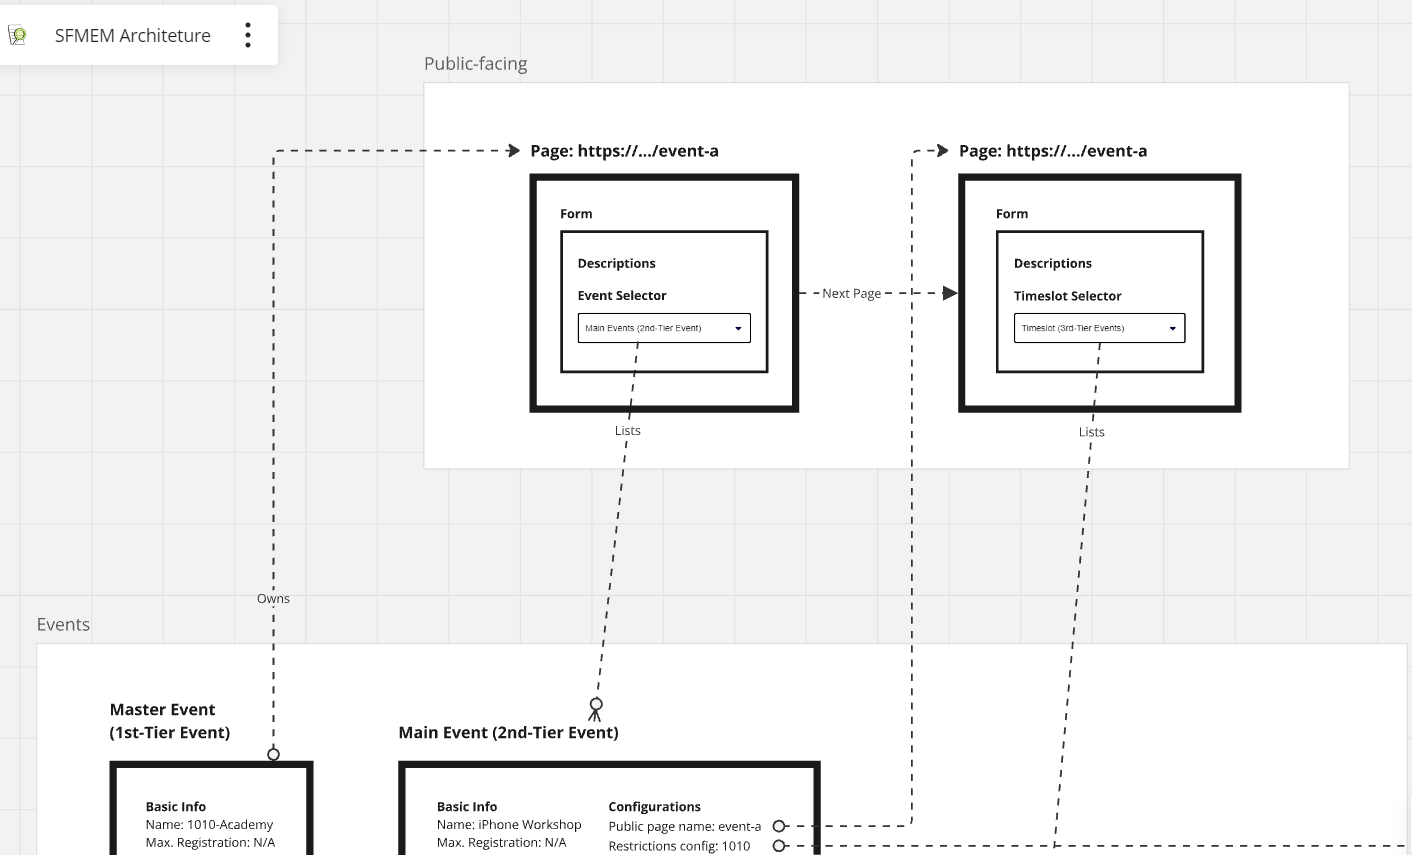 SFMEM Architeture
Public-facing
Page: https://.../event-a
Form
Descriptions
Event Selector
Main Events (2nd-Tier Event)
Next Page
Page: https://.../event-a
Form
Descriptions
Timeslot Selector
Timeslot (3rd-Tier Events)
Lists
Lists
Owns
Events
Master Event
(1st-Tier Event)
Basic Info
Name: 1010-Academy
Max. Registration: N/A
Main Event (2nd-Tier Event)
Basic Info
Name: iPhone Workshop
Max. Registration: N/A
Configurations
Public page name: event-a
Restrictions config: 1010